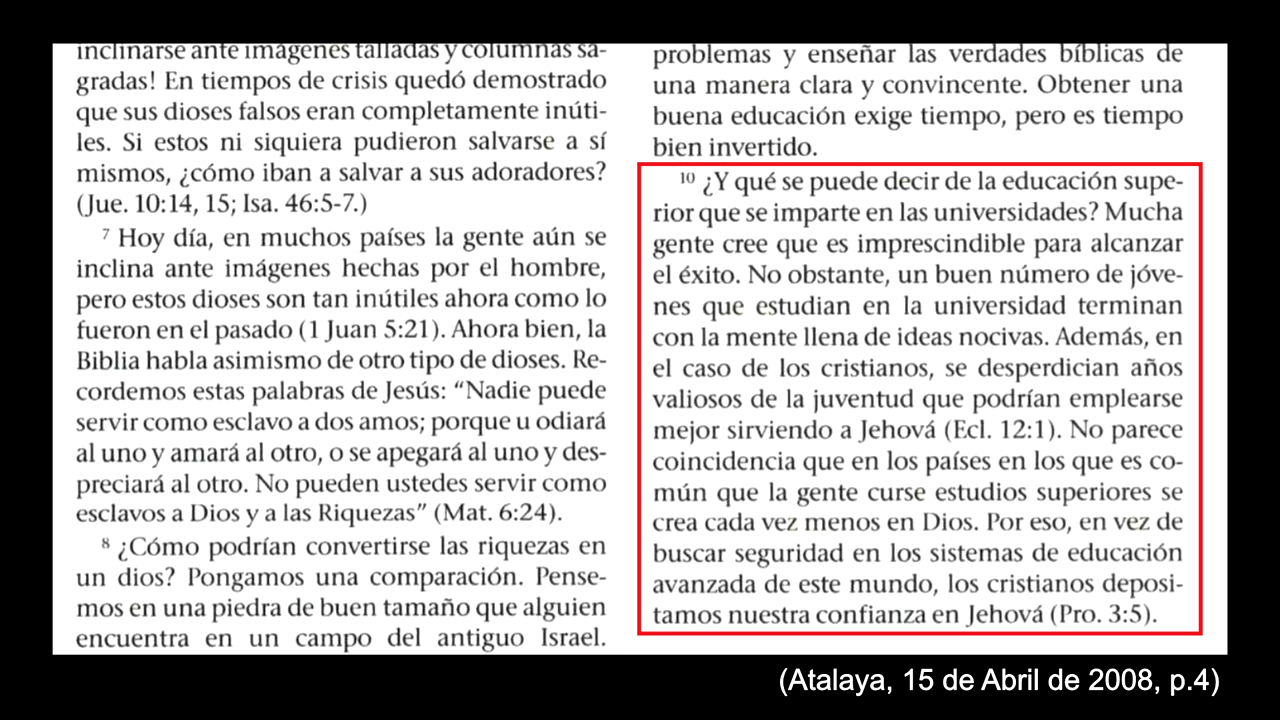 inclinarse ante imágenes talladas y columnas sa-
gradas! En tiempos de crisis quedó demostrado
que sus dioses falsos eran completamente inúti-
les. Si estos ni siquiera pudieron salvarse a sí
mismos, ¿cómo iban a salvar a sus adoradores?
(Jue. 10:14, 15; Isa. 46:5-7.)
7 Hoy día, en muchos países la gente aún se
inclina ante imágenes hechas por el hombre,
pero estos dioses son tan inútiles ahora como lo
fueron en el pasado (1 Juan 5:21). Ahora bien, la
Biblia habla asimismo de otro tipo de dioses. Re-
cordemos estas palabras de Jesús: “Nadie puede
servir como esclavo a dos amos; porque u odiará
al uno y amará al otro, o se apegará al uno y des-
preciará al otro. No pueden ustedes servir como
esclavos a Dios y a las Riquezas” (Mat. 6:24).
8 ¿Cómo podrían convertirse las riquezas en
un dios? Pongamos una comparación. Pense-
mos en una piedra de buen tamaño que alguien
encuentra en un campo del antiguo Israel.
problemas y enseñar las verdades bíblicas de
una manera clara y convincente. Obtener una
buena educación exige tiempo, pero es tiempo
bien invertido.
10 ¿Y qué se puede decir de la educación supe-
rior que se imparte en las universidades? Mucha
gente cree que es imprescindible para alcanzar
el éxito. No obstante, un buen número de jóve-
nes que estudian en la universidad terminan
con la mente llena de ideas nocivas. Además, en
el caso de los cristianos, se desperdician años
valiosos de la juventud que podrían emplearse
mejor sirviendo a Jehová (Ecl. 12:1). No parece
coincidencia que en los países en los que es co-
mún que la gente curse estudios superiores se
crea cada vez menos en Dios. Por eso, en vez de
buscar seguridad en los sistemas de educación
avanzada de este mundo, los cristianos deposi-
tamos nuestra confianza en Jehová (Pro. 3:5).
(Atalaya, 15 de Abril de 2008, p.4)